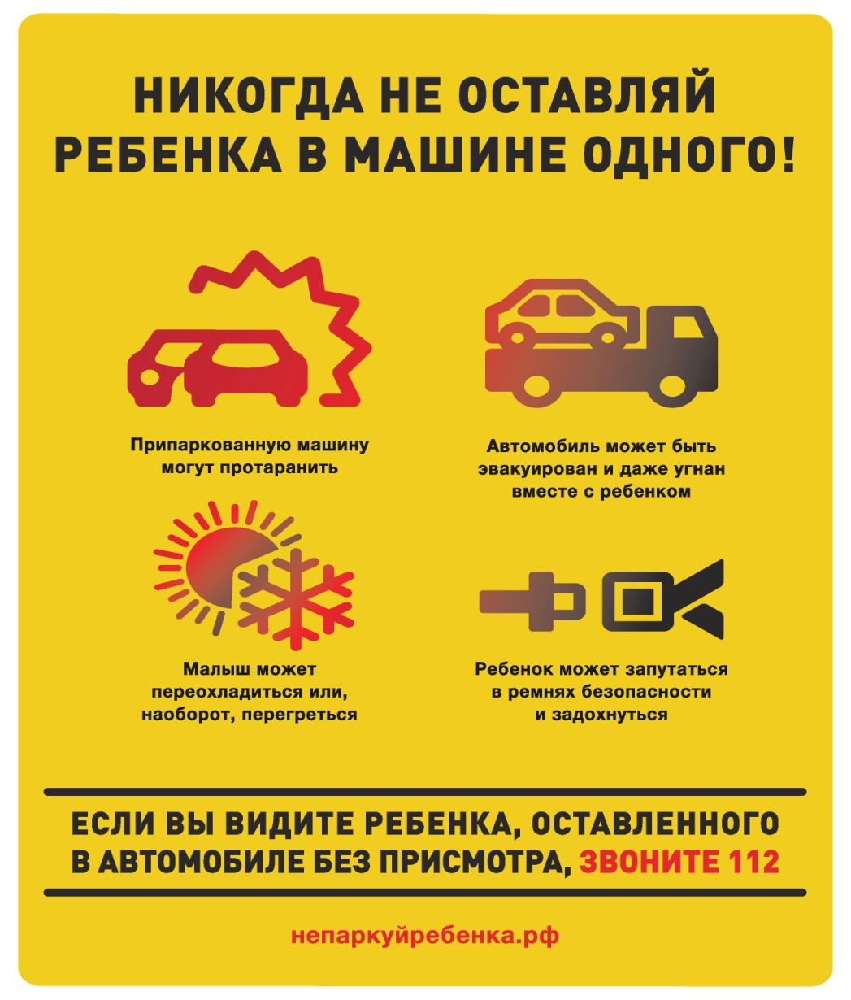 НИКОГДА НЕ ОСТАВЛЯЙ
РЕБЕНКА В МАШИНЕ ОДНОГО!
Припаркованную машину
могут протаранить
Автомобиль может быть
эвакуирован и даже угнан
вместе с ребенком
Малыш может
переохладиться или,
наоборот, перегреться
Ребенок может запутаться
в ремнях безопасности
и задохнуться
ЕСЛИ ВЫ ВИДИТЕ РЕБЕНКА, ОСТАВЛЕННОГО
В АВТОМОБИЛЕ БЕЗ ПРИСМОТРА, ЗВОНИТЕ 112
непаркуйребенка.рф